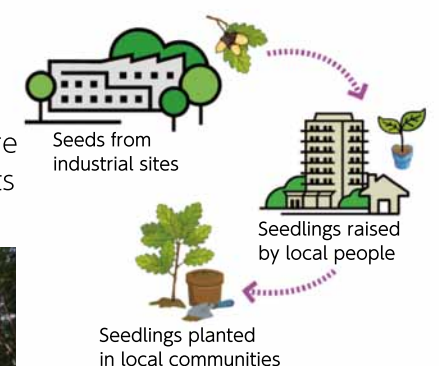 Seeds from
industrial sites
Seedlings raised
by local people
Seedlings planted
in local communities